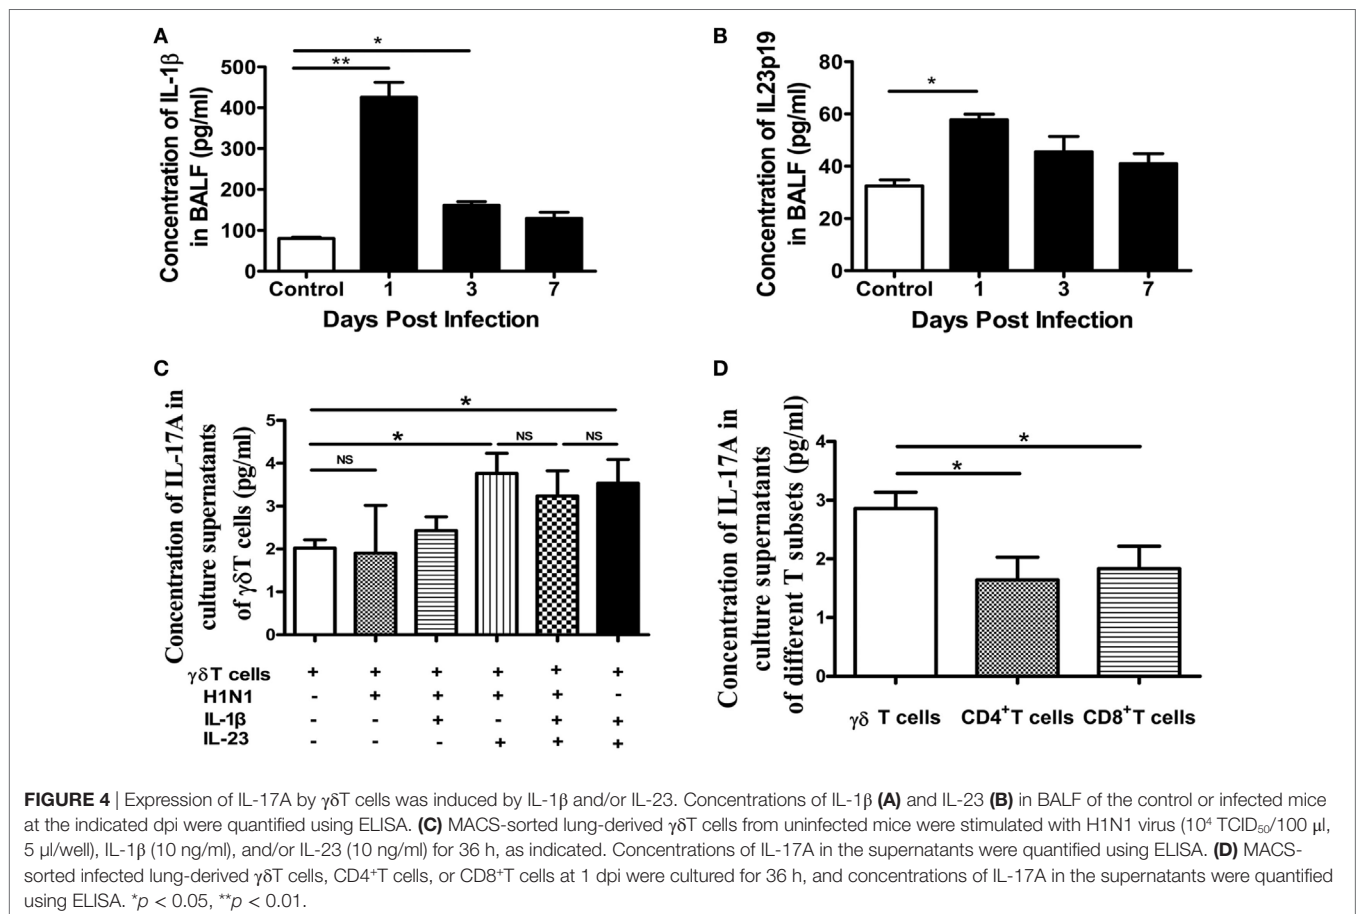 A
Concentration of IL-1β
in BALF (pg/ml)
500
400
300
200
100
0
*
**
Control 1 3 7
Days Post Infection
B
Concentration of IL23p19
in BALF (pg/ml)
80
60
40
20
0
*
Control 1 3 7
Days Post Infection
C
Concentration of IL-17A in
culture supernatants
of γδT cells (pg/ml)
5
4
3
2
1
0
*
*
NS
NS
NS
γδT cells + + + + + +
H1N1 - + + + + -
IL-1β - - + - + +
IL-23 - - - + + +
D
Concentration of IL-17A in
culture supernatants
of different T subsets (pg/ml)
4
3
2
1
0
*
*
γδ T cells CD4⁺T cells CD8⁺T cells
FIGURE 4 | Expression of IL-17A by γδT cells was induced by IL-1β and/or IL-23. Concentrations of IL-1β (A) and IL-23 (B) in BALF of the control or infected mice
at the indicated dpi were quantified using ELISA. (C) MACS-sorted lung-derived γδT cells from uninfected mice were stimulated with H1N1 virus (10⁴ TCID₅₀/100 μl,
5 μl/well), IL-1β (10 ng/ml), and/or IL-23 (10 ng/ml) for 36 h, as indicated. Concentrations of IL-17A in the supernatants were quantified using ELISA. (D) MACS-
sorted infected lung-derived γδT cells, CD4⁺T cells, or CD8⁺T cells at 1 dpi were cultured for 36 h, and concentrations of IL-17A in the supernatants were quantified
using ELISA. *p < 0.05, **p < 0.01.